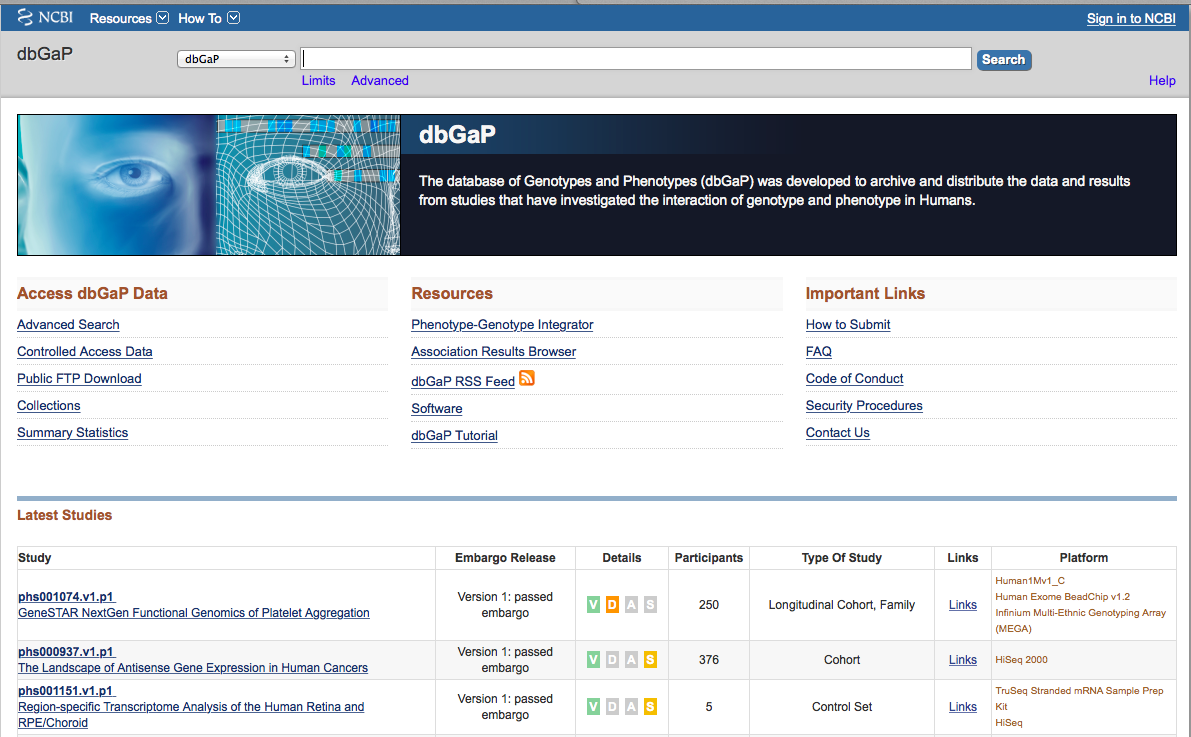 NCBI Resources How To Sign in to NCBI
dbGaP dbGaP Search
Limits Advanced Help
dbGaP
The database of Genotypes and Phenotypes (dbGaP) was developed to archive and distribute the data and results
from studies that have investigated the interaction of genotype and phenotype in Humans.
Access dbGaP Data
Advanced Search
Controlled Access Data
Public FTP Download
Collections
Summary Statistics
Resources
Phenotype-Genotype Integrator
Association Results Browser
dbGaP RSS Feed
Software
dbGaP Tutorial
Important Links
How to Submit
FAQ
Code of Conduct
Security Procedures
Contact Us
Latest Studies
Study Embargo Release Details Participants Type Of Study Links Platform
phs001074.v1.p1
GeneSTAR NextGen Functional Genomics of Platelet Aggregation
Version 1: passed
embargo
V D A S
250
Longitudinal Cohort, Family
Links
Human1Mv1_C
Human Exome BeadChip v1.2
Infinium Multi-Ethnic Genotyping Array
(MEGA)
phs000937.v1.p1
The Landscape of Antisense Gene Expression in Human Cancers
Version 1: passed
embargo
V D A S
376
Cohort
Links
HiSeq 2000
phs001151.v1.p1
Region-specific Transcriptome Analysis of the Human Retina and
RPE/Choroid
Version 1: passed
embargo
V D A S
5
Control Set
Links
TruSeq Stranded mRNA Sample Prep
Kit
HiSeq